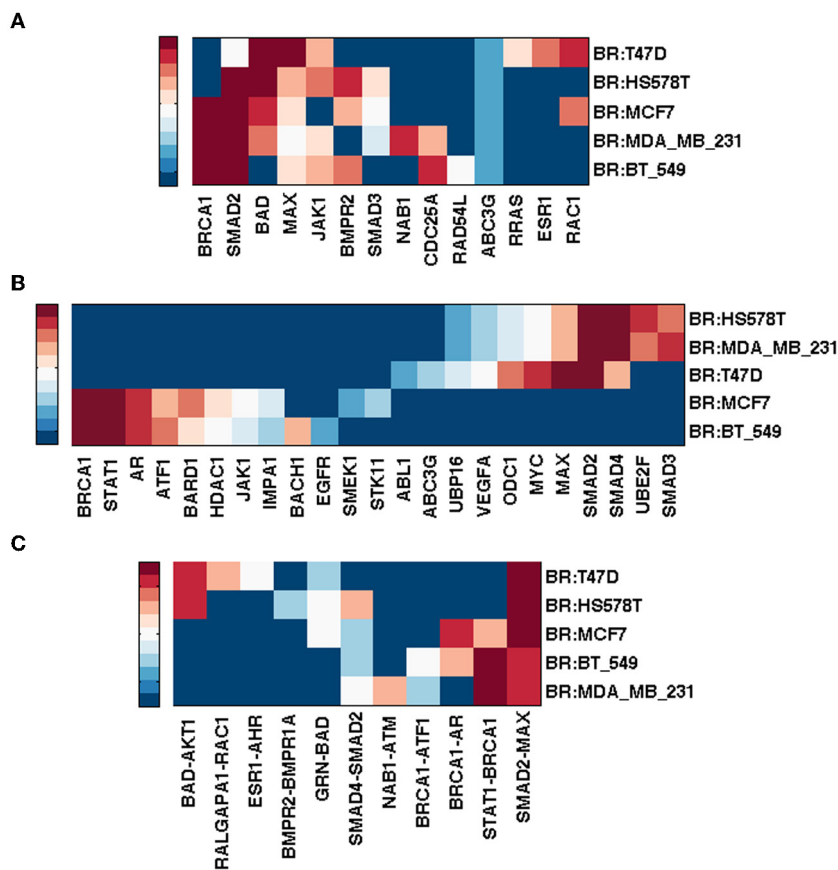 A
BR:T47D
BR:HS578T
BR:MCF7
BR:MDA_MB_231
BR:BT_549
BRCA1
SMAD2
BAD
MAX
JAK1
BMPR2
SMAD3
NAB1
CDC25A
RAD54L
ABC3G
RRAS
ESR1
RAC1
B
BR:HS578T
BR:MDA_MB_231
BR:T47D
BR:MCF7
BR:BT_549
BRCA1
STAT1
AR
ATF1
BARD1
HDAC1
JAK1
IMPA1
BACH1
EGFR
SMEK1
STK11
ABL1
ABC3G
UBP16
VEGFA
ODC1
MYC
MAX
SMAD2
SMAD4
UBE2F
SMAD3
C
BR:T47D
BR:HS578T
BR:MCF7
BR:BT_549
BR:MDA_MB_231
BAD-AKT1
RALGAPA1-RAC1
ESR1-AHR
BMPR2-BMPR1A
GRN-BAD
SMAD4-SMAD2
NAB1-ATM
BRCA1-ATF1
BRCA1-AR
STAT1-BRCA1
SMAD2-MAX